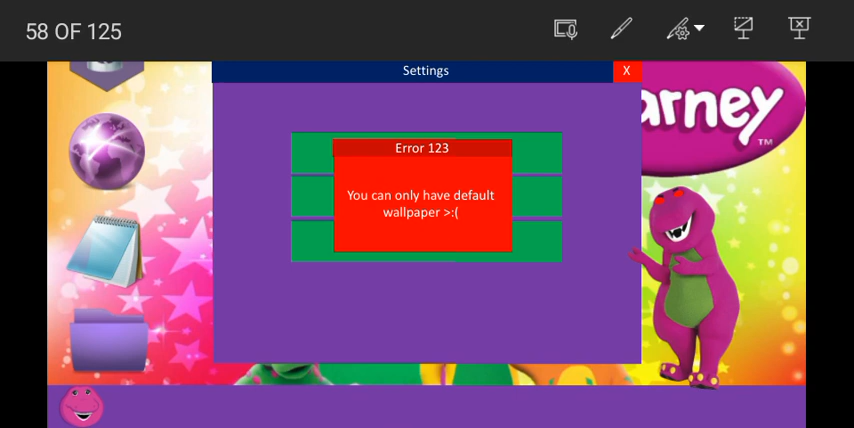 58 OF 125
Settings
X
arney
TM
Error 123
You can only have default
wallpaper >:(